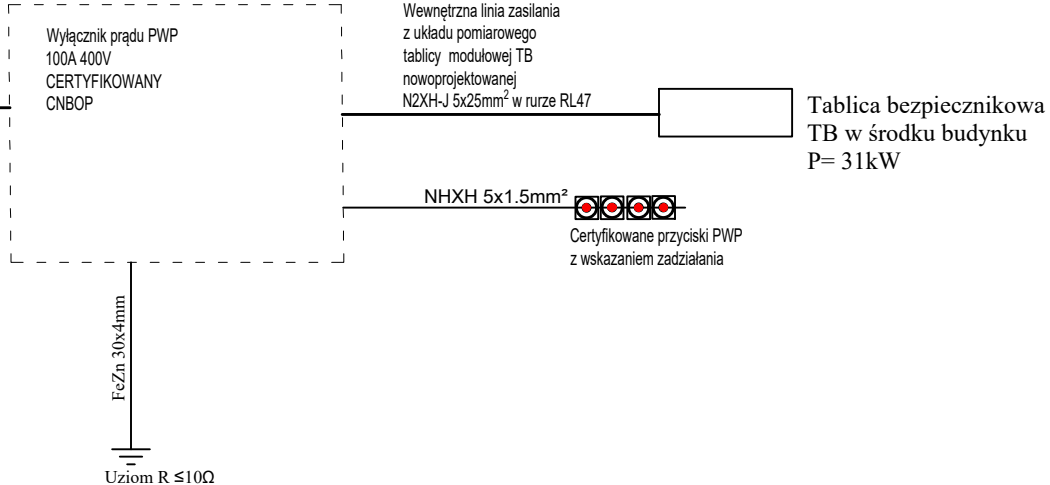 Wyłącznik prądu PWP
100A 400V
CERTYFIKOWANY
CNBOP
Wewnętrzna linia zasilania
z układu pomiarowego
tablicy modułowej TB
nowoprojektowanej
N2XH-J 5x25mm² w rurze RL47
Tablica bezpiecznikowa
TB w środku budynku
P= 31kW
NHXH 5x1.5mm²
Certyfikowane przyciski PWP
z wskazaniem zadziałania
FeZn 30x4mm
Uziom R ≤10Ω